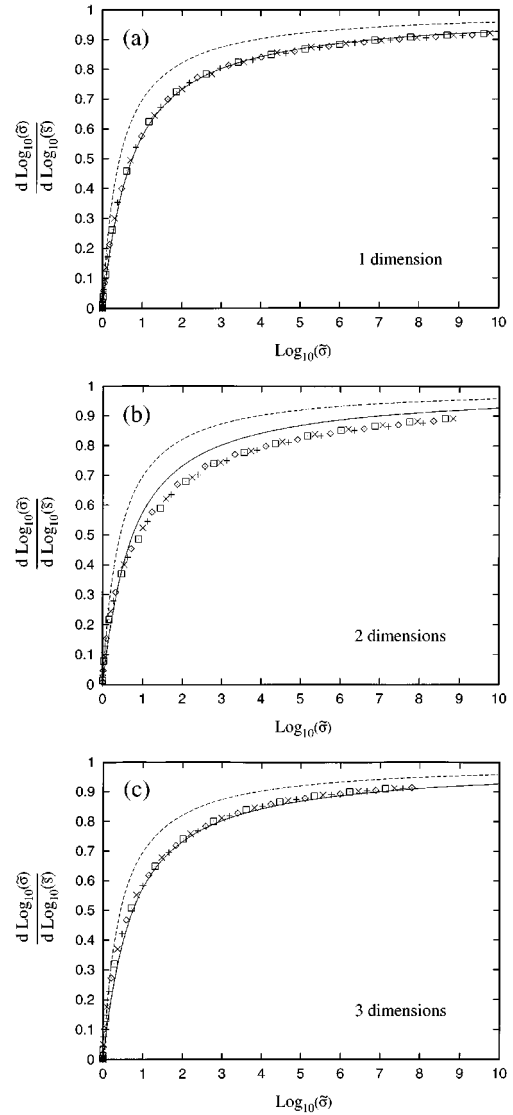 1
0.9
0.8
0.7
0.6
0.5
0.4
0.3
0.2
0.1
0
(a)
d Log10(σ̃)
d Log10(s̃)
1 dimension
0 1 2 3 4 5 6 7 8 9 10
Log10(σ̃)
1
0.9
0.8
0.7
0.6
0.5
0.4
0.3
0.2
0.1
0
(b)
d Log10(σ̃)
d Log10(s̃)
2 dimensions
0 1 2 3 4 5 6 7 8 9 10
Log10(σ̃)
1
0.9
0.8
0.7
0.6
0.5
0.4
0.3
0.2
0.1
0
(c)
d Log10(σ̃)
d Log10(s̃)
3 dimensions
0 1 2 3 4 5 6 7 8 9 10
Log10(σ̃)